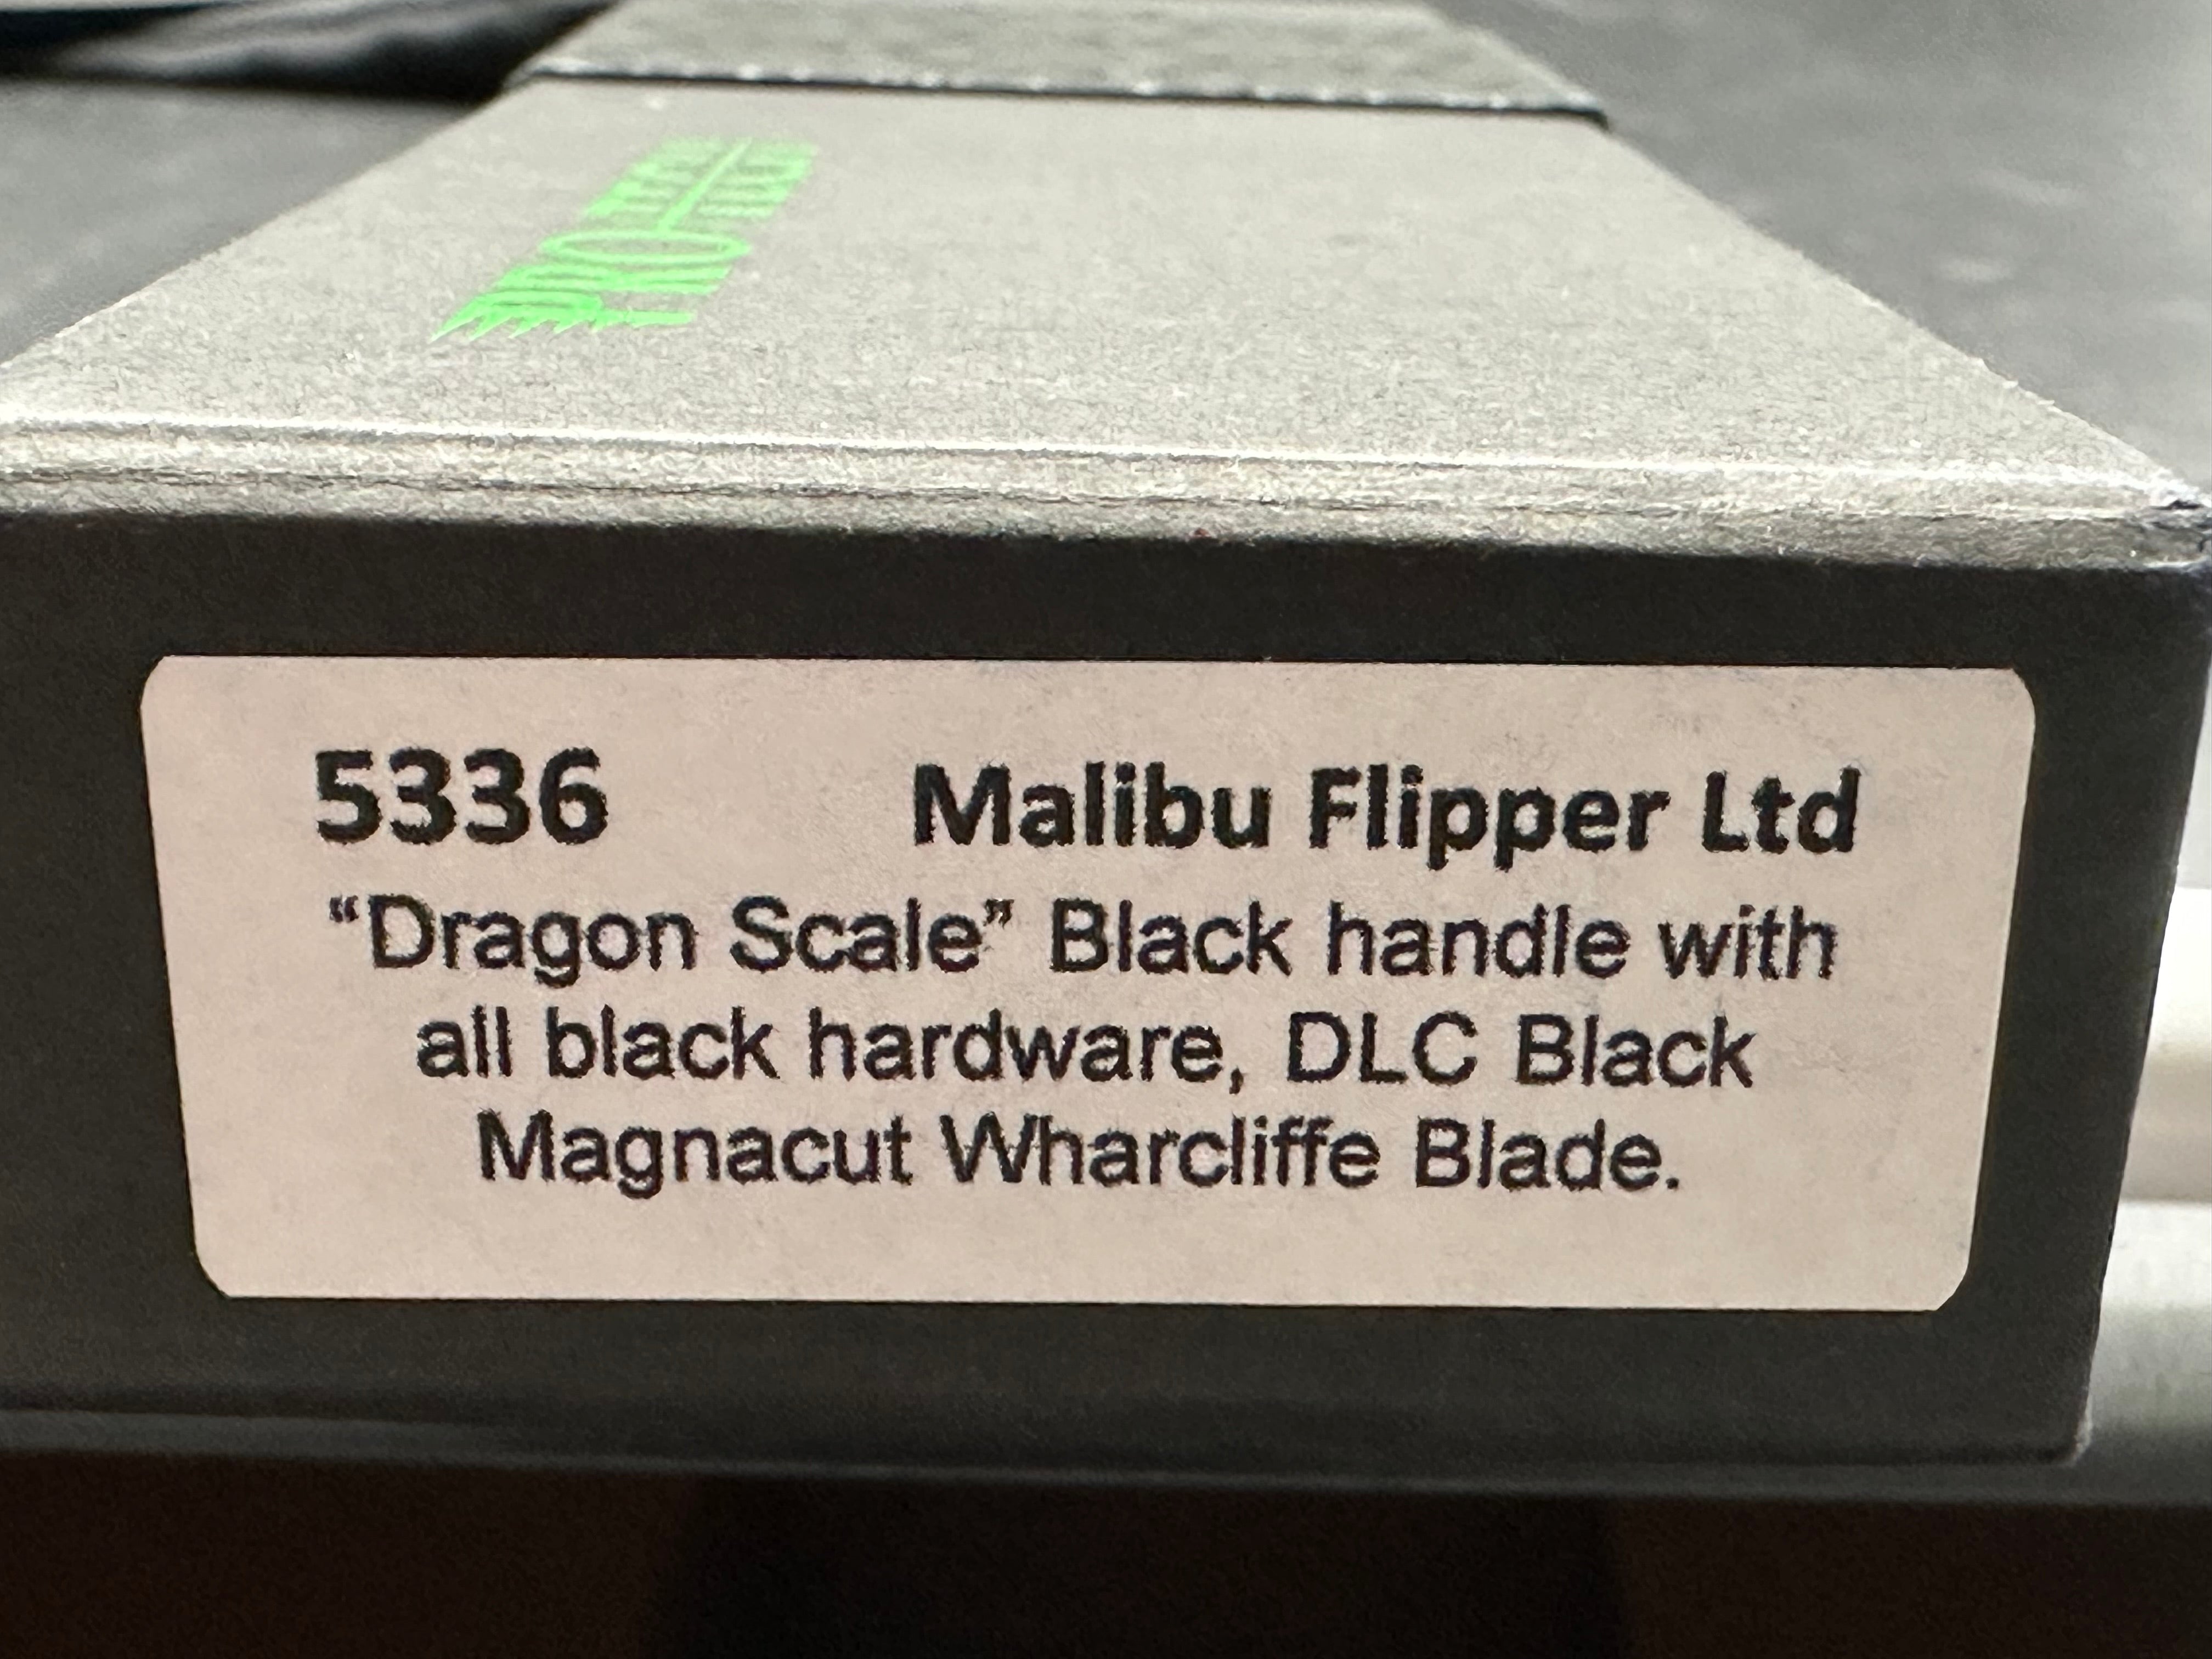 5336 Malibu Flipper Ltd
“Dragon Scale” Black handle with
all black hardware, DLC Black
Magnacut Wharcliffe Blade.